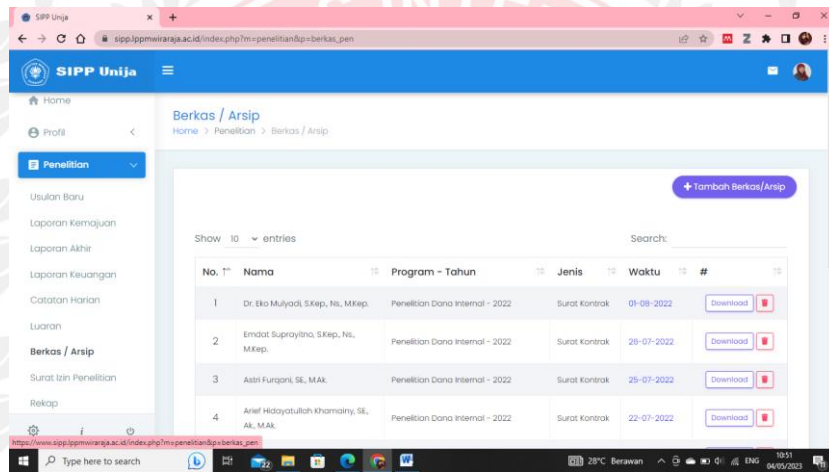 SIPP Unija
sipp.lppmwiraraja.ac.id/index.php?m=penelitian&p=berkas_pen
SIPP Unija
Home
Profil
Penelitian
Usulan Baru
Laporan Kemajuan
Laporan Akhir
Laporan Keuangan
Catatan Harian
Luaran
Berkas / Arsip
Surat Izin Penelitian
Rekap
Berkas / Arsip
Home > Penelitian > Berkas / Arsip
+ Tambah Berkas/Arsip
Show 10 entries
Search:
No. Nama Program - Tahun Jenis Waktu #
1 Dr. Eko Mulyadi, S.Kep., Ns., M.Kep. Penelitian Dana Internal - 2022 Surat Kontrak 01-08-2022 Download
2 Emdat Suprayitno, S.Kep., Ns., M.Kep. Penelitian Dana Internal - 2022 Surat Kontrak 26-07-2022 Download
3 Astri Furqani, SE., M.Ak. Penelitian Dana Internal - 2022 Surat Kontrak 25-07-2022 Download
4 Arief Hidayatulloh Khamainy, SE., Ak., M.Ak. Penelitian Dana Internal - 2022 Surat Kontrak 22-07-2022 Download
https://www.sipp.lppmwiraraja.ac.id/index.php?m=penelitian&p=berkas_pen
Type here to search
28°C Berawan
ENG
10:51
04/05/2023